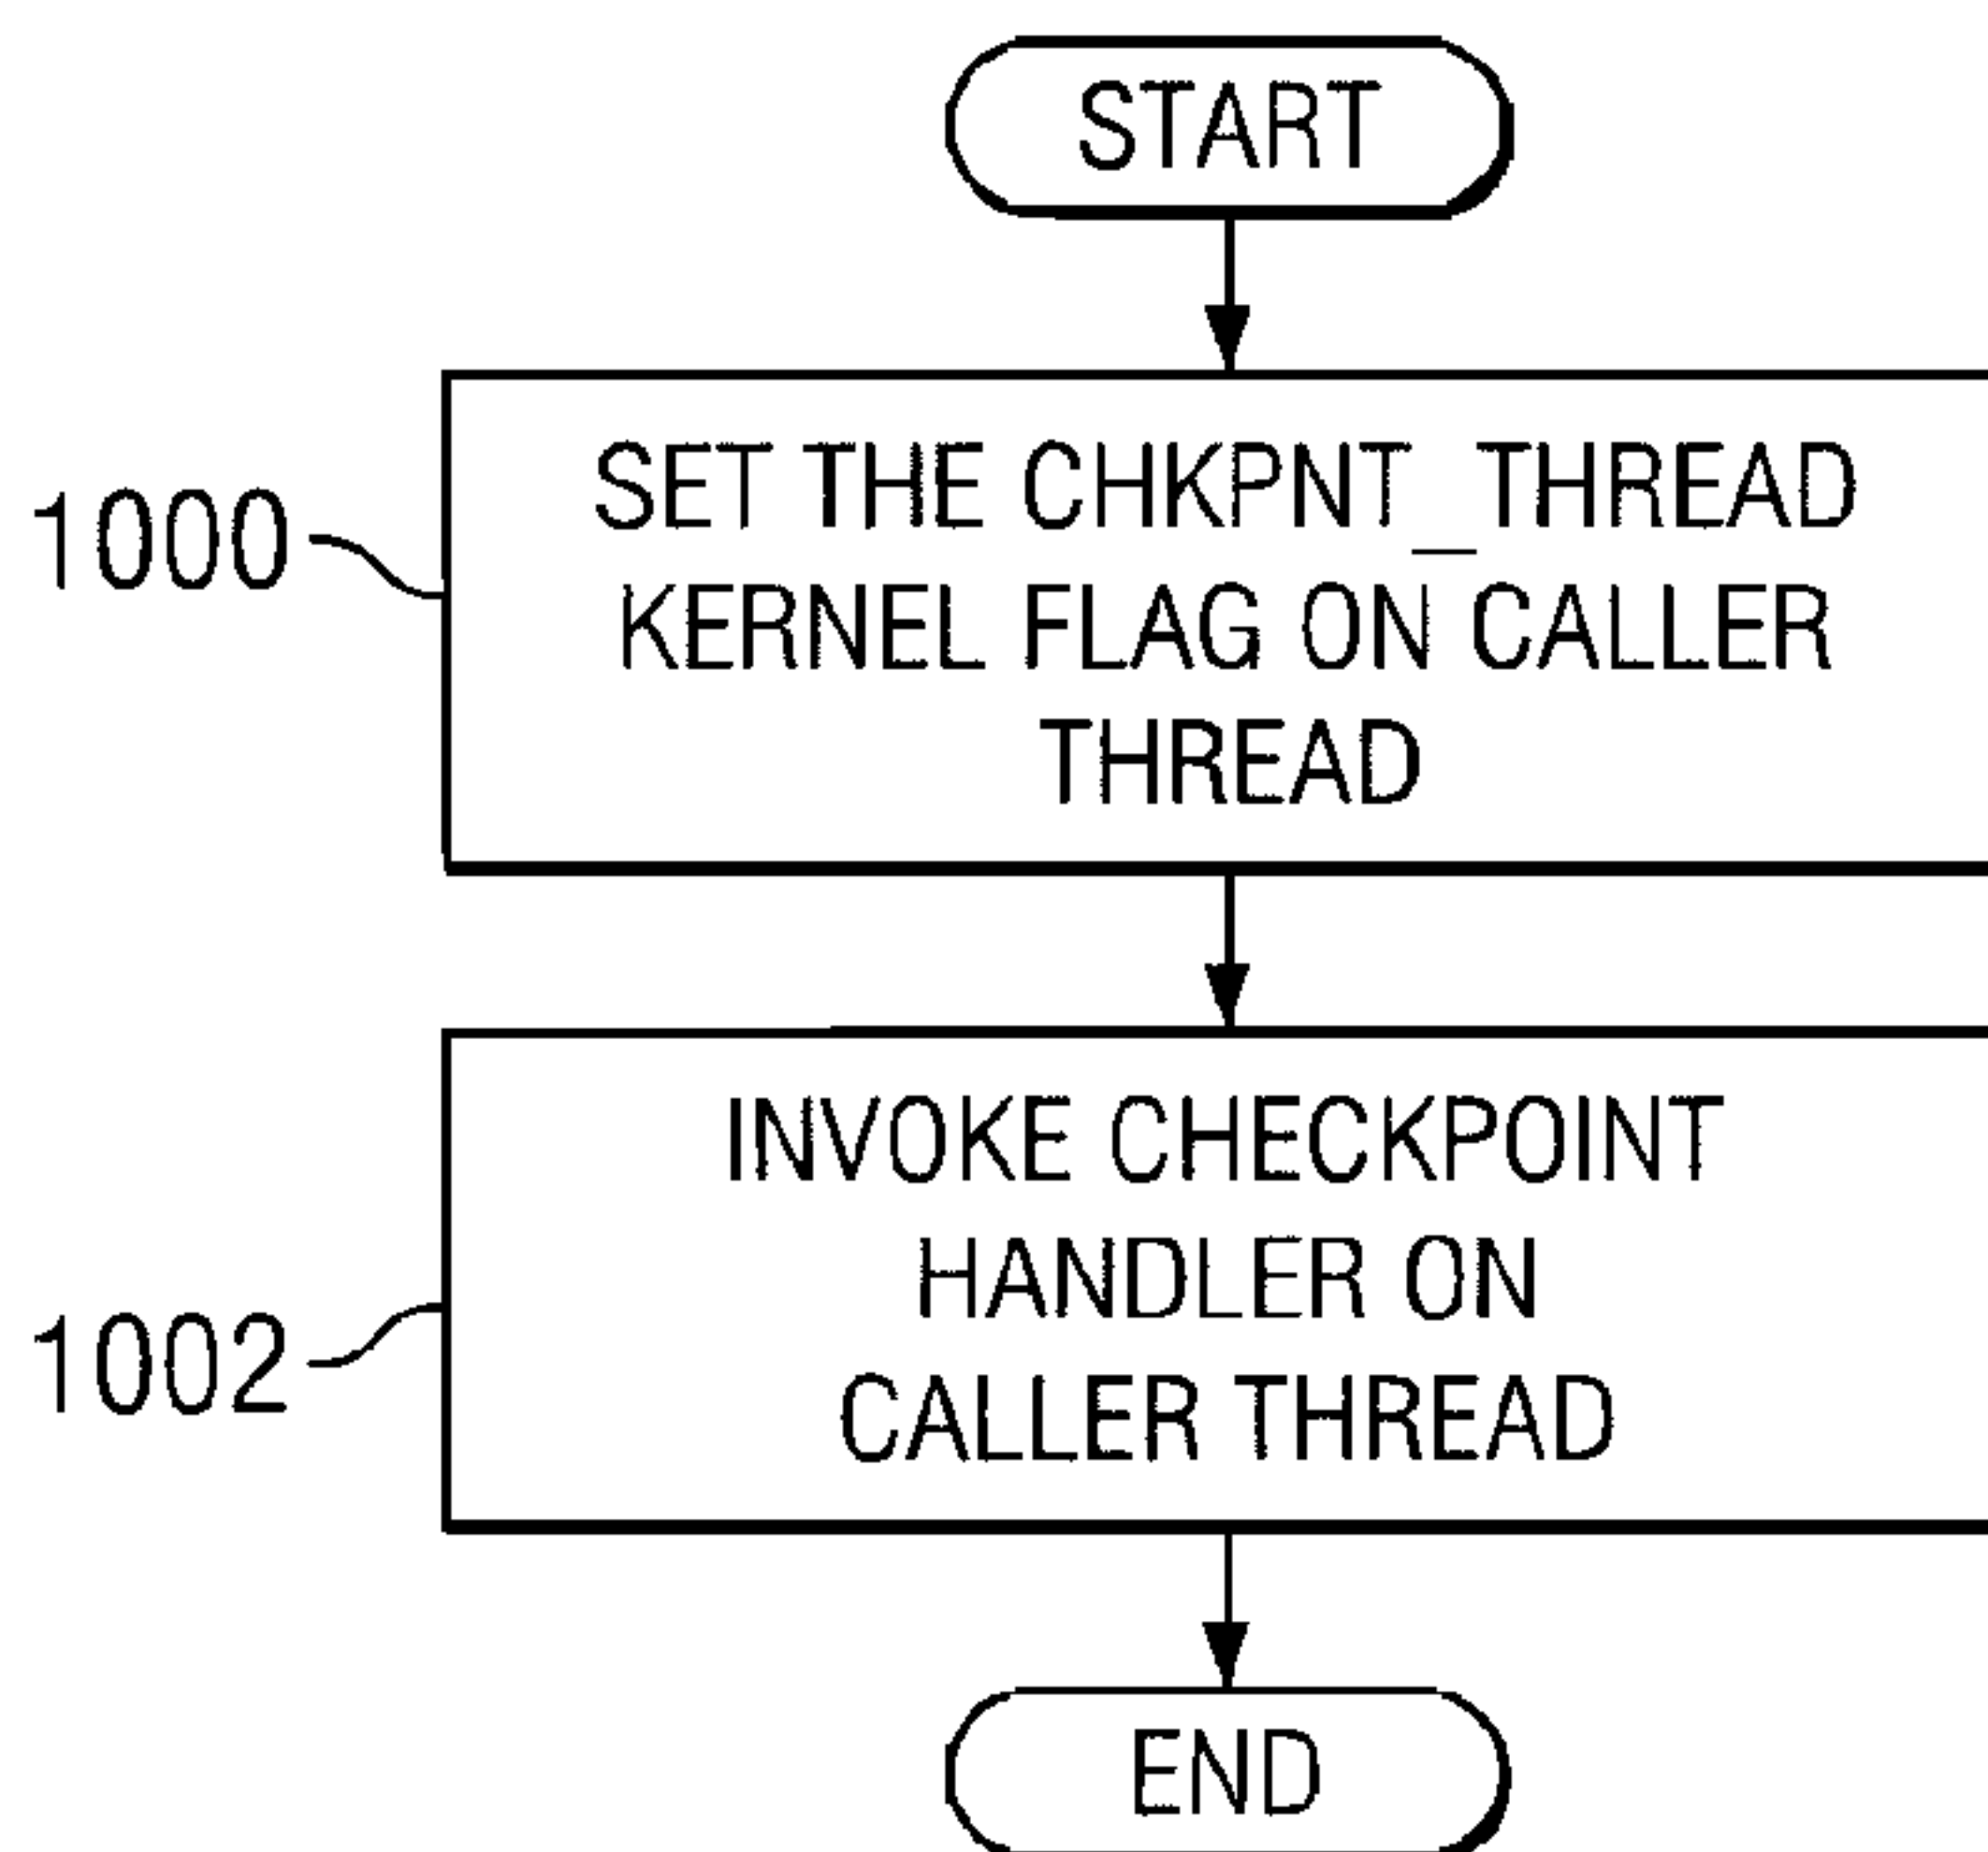 START
1000
SET THE CHKPNT_THREAD
KERNEL FLAG ON CALLER
THREAD
1002
INVOKE CHECKPOINT
HANDLER ON
CALLER THREAD
END